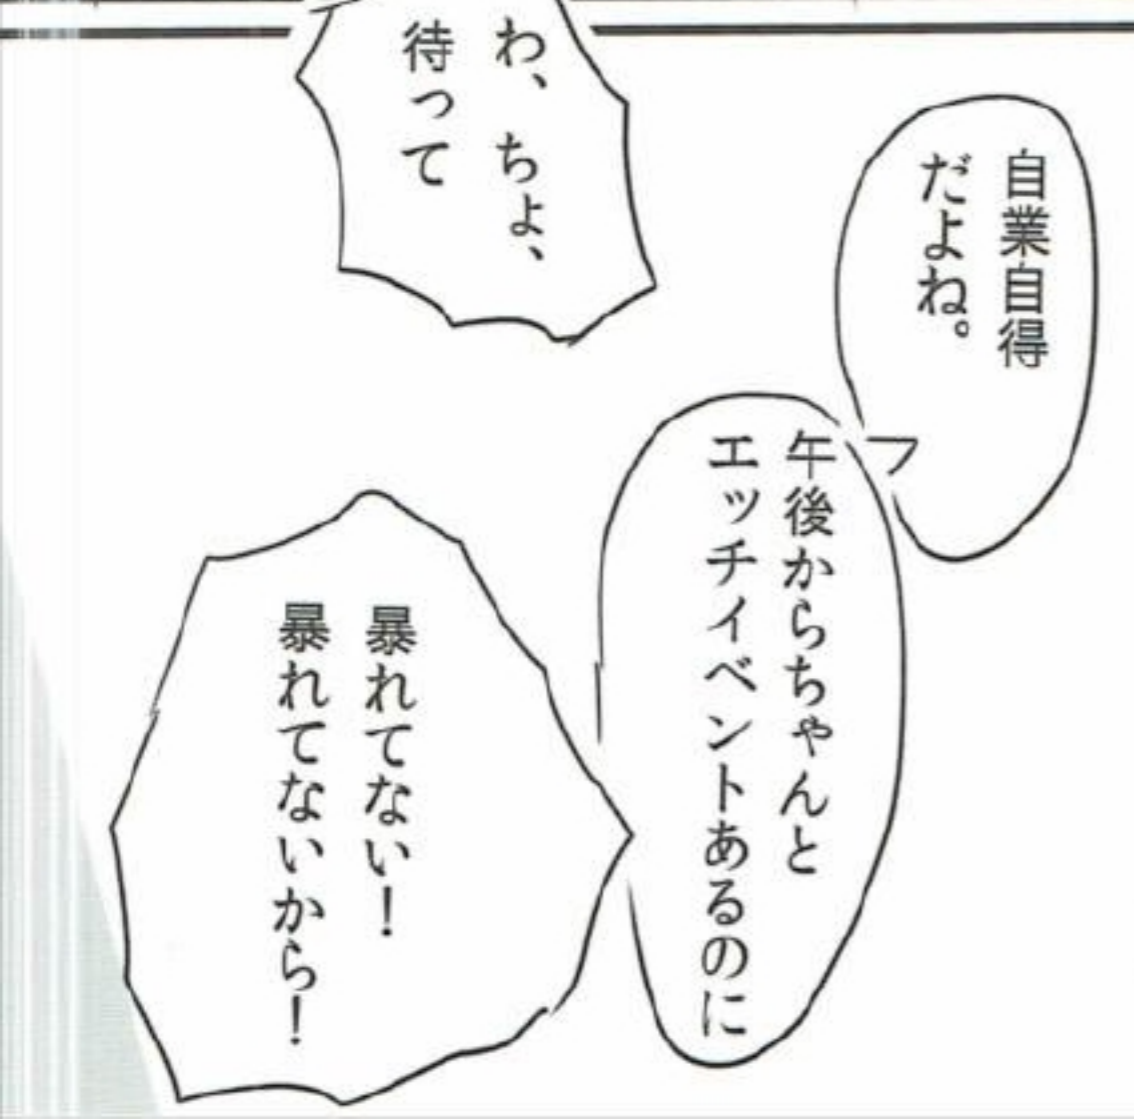 自業自得
だよね。
午後からちゃんと
エッチイベントあるのに
わ、ちょ、
待って
暴れてない！
暴れてないから！